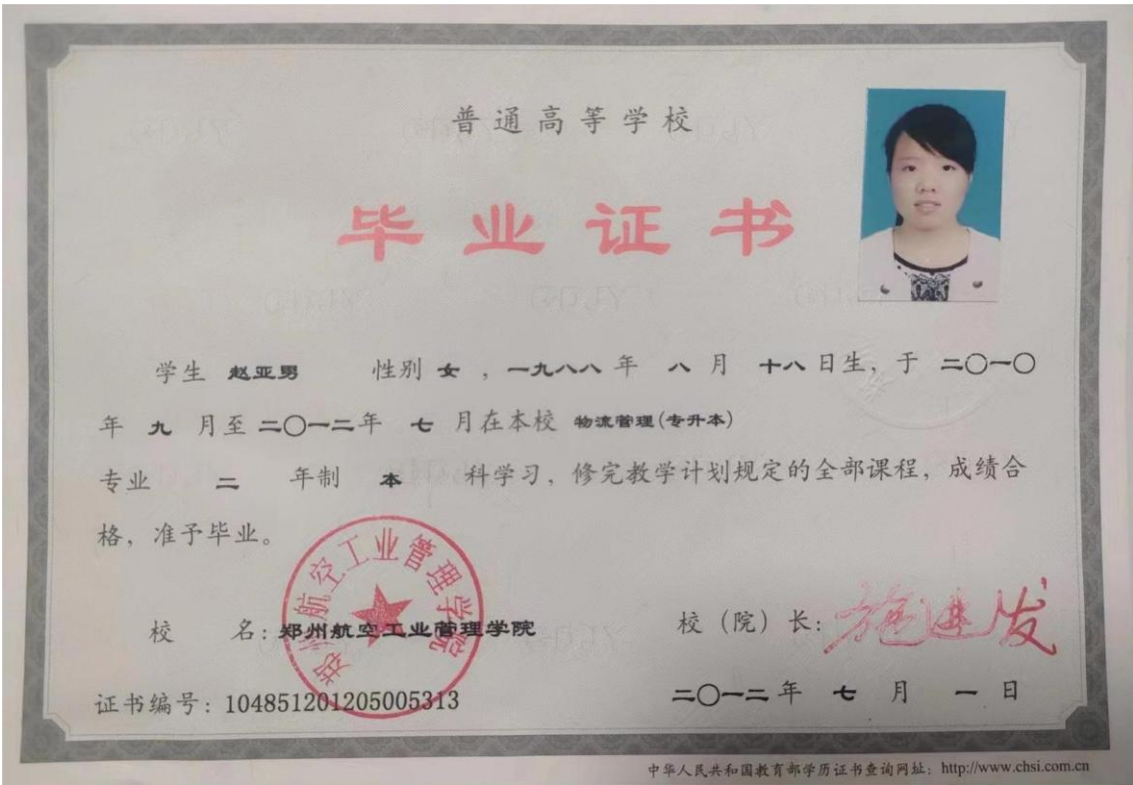 普通高等学校
毕业证书
学生 赵亚男 性别 女 ，一九八八 年 八 月 十八 日生，于 二〇一〇
年 九 月至 二〇一二年 七 月在本校 物流管理(专升本)
专业 二 年制 本 科学习，修完教学计划规定的全部课程，成绩合
格，准予毕业。
郑州航空工业管理学院
校 名：郑州航空工业管理学院
校（院）长：施进发
证书编号：104851201205005313
二〇一二年 七 月 一 日
中华人民共和国教育部学历证书查询网址：http://www.chsi.com.cn